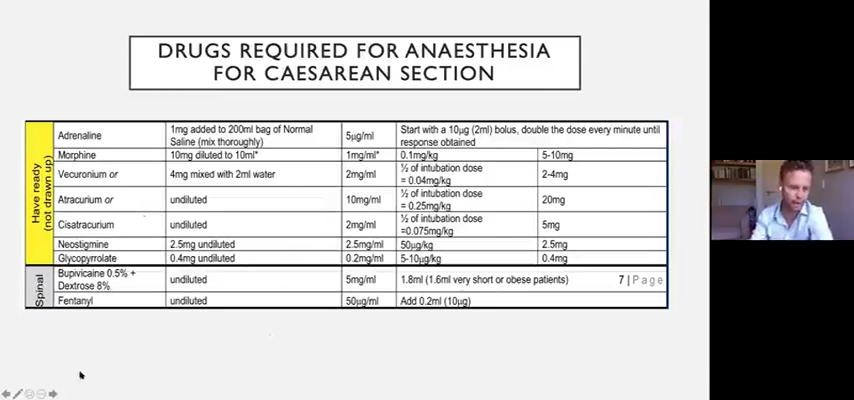 DRUGS REQUIRED FOR ANAESTHESIA
FOR CAESAREAN SECTION
Have ready
(not drawn up)
Adrenaline
1mg added to 200ml bag of Normal
Saline (mix thoroughly)
5µg/ml
Start with a 10µg (2ml) bolus, double the dose every minute until
response obtained
Morphine
10mg diluted to 10ml*
1mg/ml*
0.1mg/kg
5-10mg
Vecuronium or
4mg mixed with 2ml water
2mg/ml
½ of intubation dose
= 0.04mg/kg
2-4mg
Atracurium or
undiluted
10mg/ml
½ of intubation dose
= 0.25mg/kg
20mg
Cisatracurium
undiluted
2mg/ml
½ of intubation dose
=0.075mg/kg
5mg
Neostigmine
2.5mg undiluted
2.5mg/ml
50µg/kg
2.5mg
Glycopyrrolate
0.4mg undiluted
0.2mg/ml
5-10µg/kg
0.4mg
Spinal
Bupivicaine 0.5% +
Dextrose 8%
undiluted
5mg/ml
1.8ml (1.6ml very short or obese patients)
7 | Page
Fentanyl
undiluted
50µg/ml
Add 0.2ml (10µg)